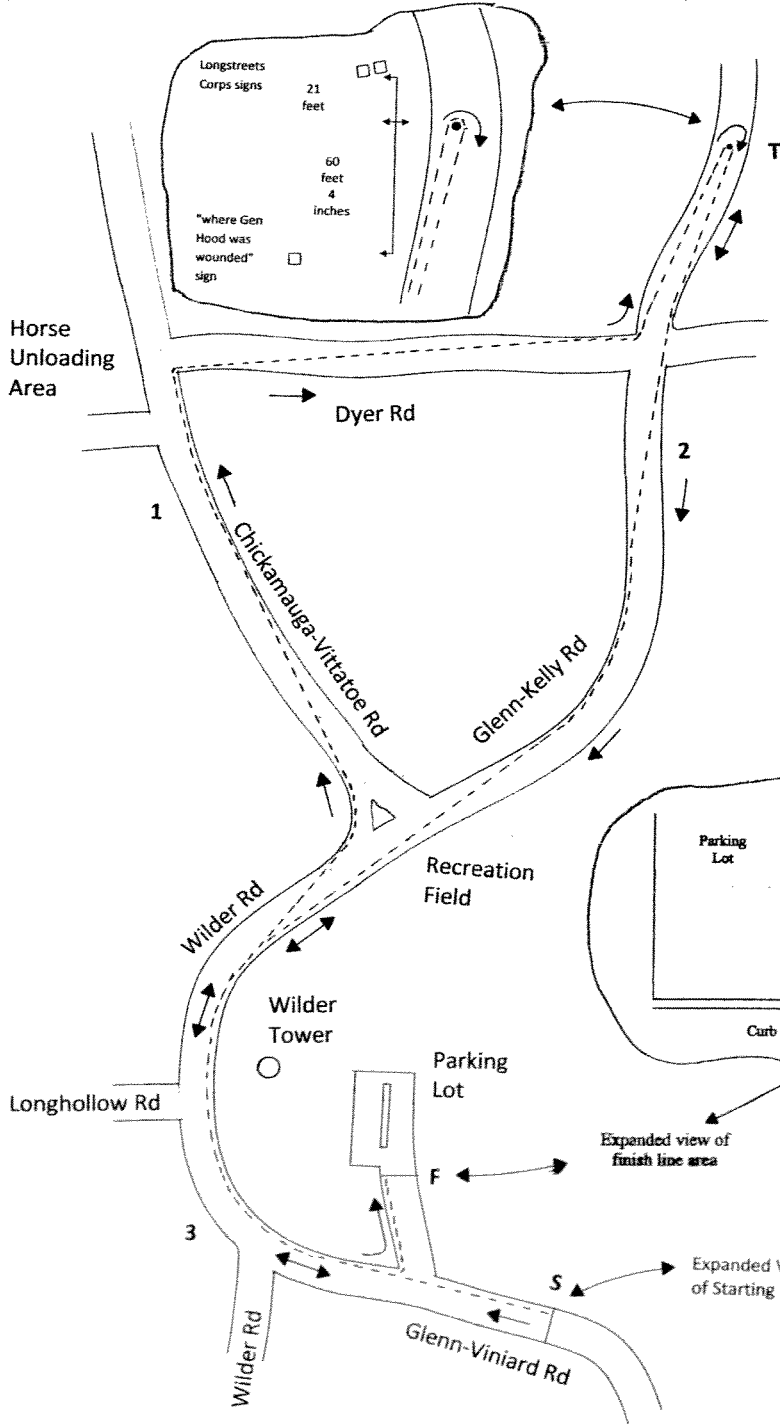 Longstreets
Corps signs
21
feet
60
feet
4
inches
"where Gen
Hood was
wounded"
sign
T
Horse
Unloading
Area
Dyer Rd
2
1
Chickamauga-Vittatoe Rd
Glenn-Kelly Rd
Parking
Lot
Curb
Recreation
Field
Wilder Rd
Wilder
Tower
Parking
Lot
Longhollow Rd
Expanded view of
finish line area
F
3
S
Expanded
of Starting
Glenn-Viniard Rd
Wilder Rd